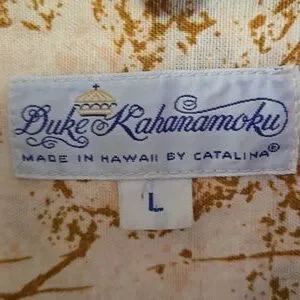 Duke Kahanamoku
MADE IN HAWAII BY CATALINA®
L